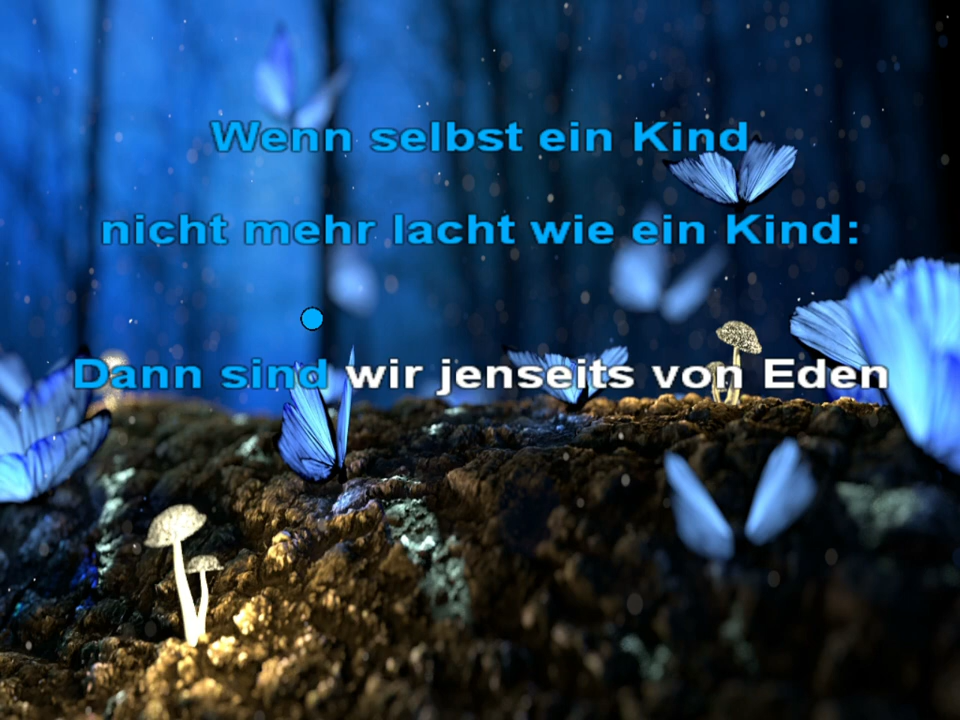 Wenn selbst ein Kind
nicht mehr lacht wie ein Kind:
Dann sind wir jenseits von Eden